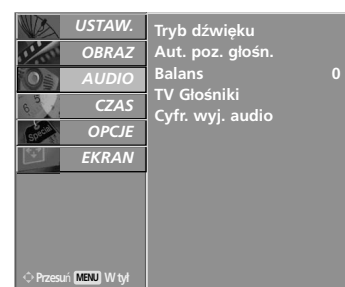 USTAW.
OBRAZ
AUDIO
CZAS
Special
OPCJE
EKRAN
Przesuń MENU W tył
Tryb dźwięku
Aut. poz. głośn.
Balans 0
TV Głośniki
Cyfr. wyj. audio